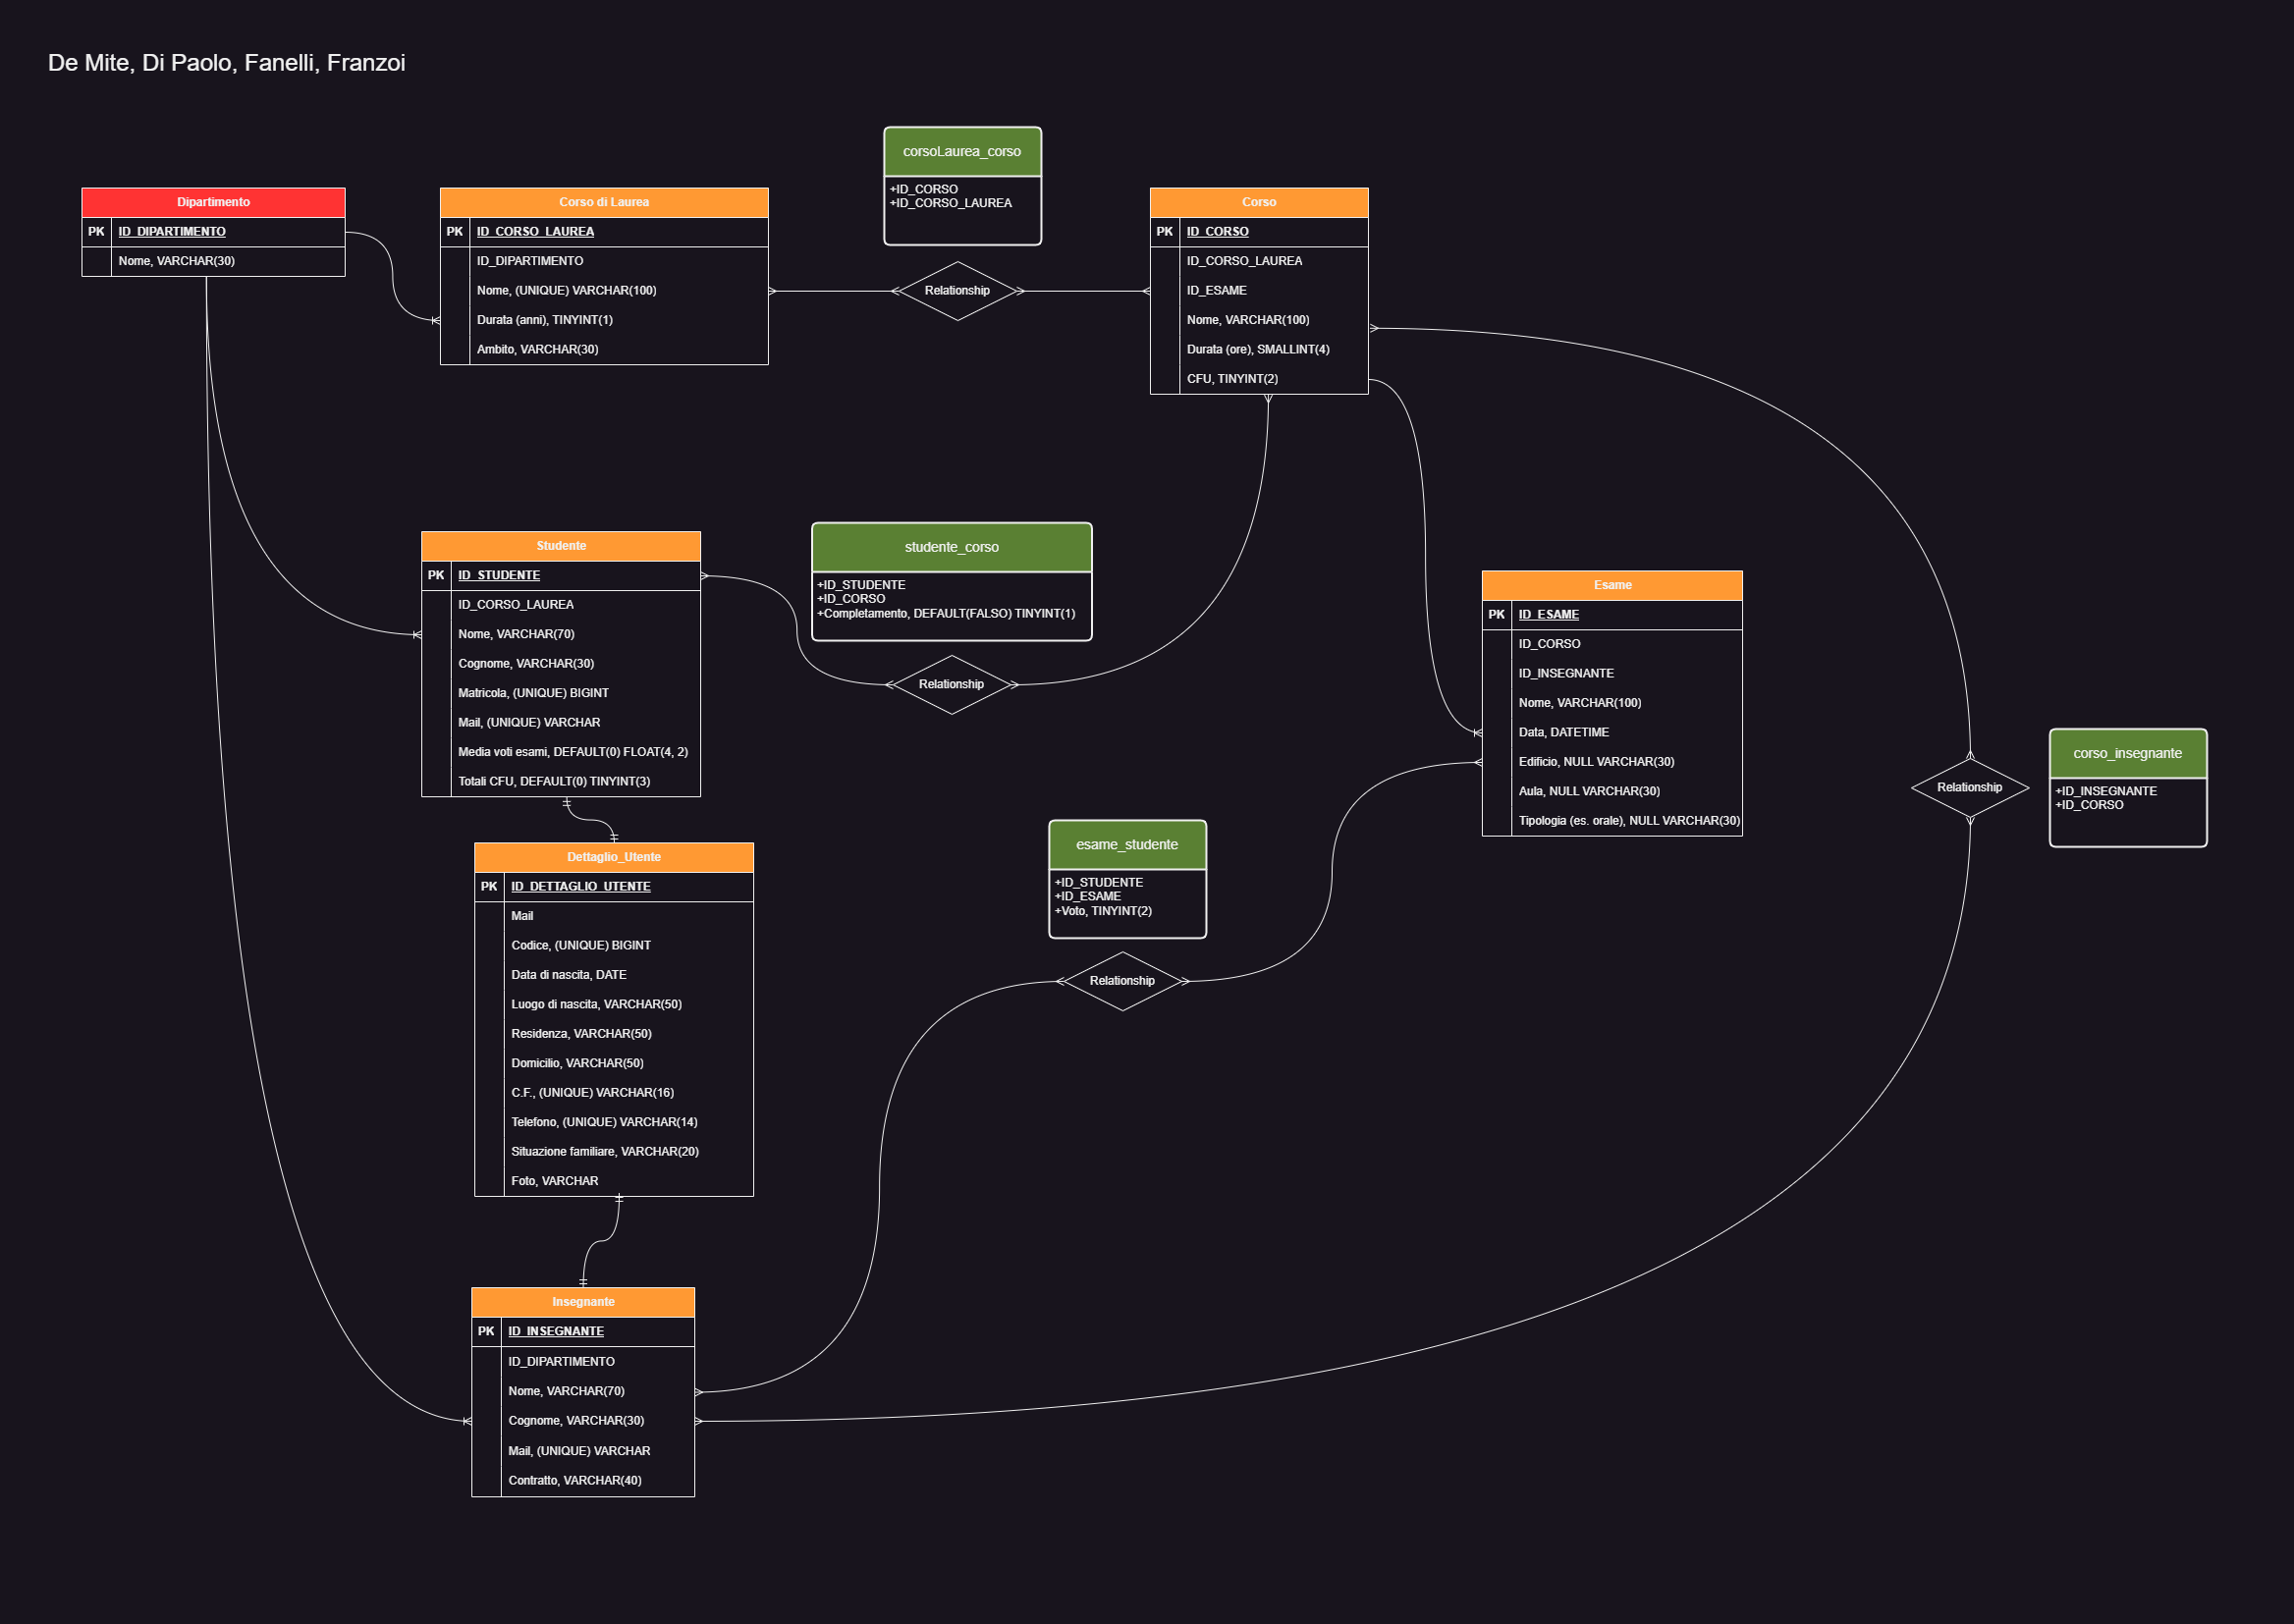 De Mite, Di Paolo, Fanelli, Franzoi
corsoLaurea_corso
+ID_CORSO
+ID_CORSO_LAUREA
Dipartimento
PK ID_DIPARTIMENTO
Nome, VARCHAR(30)
Corso di Laurea
PK ID_CORSO_LAUREA
ID_DIPARTIMENTO
Nome, (UNIQUE) VARCHAR(100)
Durata (anni), TINYINT(1)
Ambito, VARCHAR(30)
Relationship
Corso
PK ID_CORSO
ID_CORSO_LAUREA
ID_ESAME
Nome, VARCHAR(100)
Durata (ore), SMALLINT(4)
CFU, TINYINT(2)
Studente
PK ID_STUDENTE
ID_CORSO_LAUREA
Nome, VARCHAR(70)
Cognome, VARCHAR(30)
Matricola, (UNIQUE) BIGINT
Mail, (UNIQUE) VARCHAR
Media voti esami, DEFAULT(0) FLOAT(4, 2)
Totali CFU, DEFAULT(0) TINYINT(3)
studente_corso
+ID_STUDENTE
+ID_CORSO
+Completamento, DEFAULT(FALSO) TINYINT(1)
Relationship
Esame
PK ID_ESAME
ID_CORSO
ID_INSEGNANTE
Nome, VARCHAR(100)
Data, DATETIME
Edificio, NULL VARCHAR(30)
Aula, NULL VARCHAR(30)
Tipologia (es. orale), NULL VARCHAR(30)
Relationship
corso_insegnante
+ID_INSEGNANTE
+ID_CORSO
esame_studente
+ID_STUDENTE
+ID_ESAME
+Voto, TINYINT(2)
Relationship
Dettaglio_Utente
PK ID_DETTAGLIO_UTENTE
Mail
Codice, (UNIQUE) BIGINT
Data di nascita, DATE
Luogo di nascita, VARCHAR(50)
Residenza, VARCHAR(50)
Domicilio, VARCHAR(50)
C.F., (UNIQUE) VARCHAR(16)
Telefono, (UNIQUE) VARCHAR(14)
Situazione familiare, VARCHAR(20)
Foto, VARCHAR
Insegnante
PK ID_INSEGNANTE
ID_DIPARTIMENTO
Nome, VARCHAR(70)
Cognome, VARCHAR(30)
Mail, (UNIQUE) VARCHAR
Contratto, VARCHAR(40)